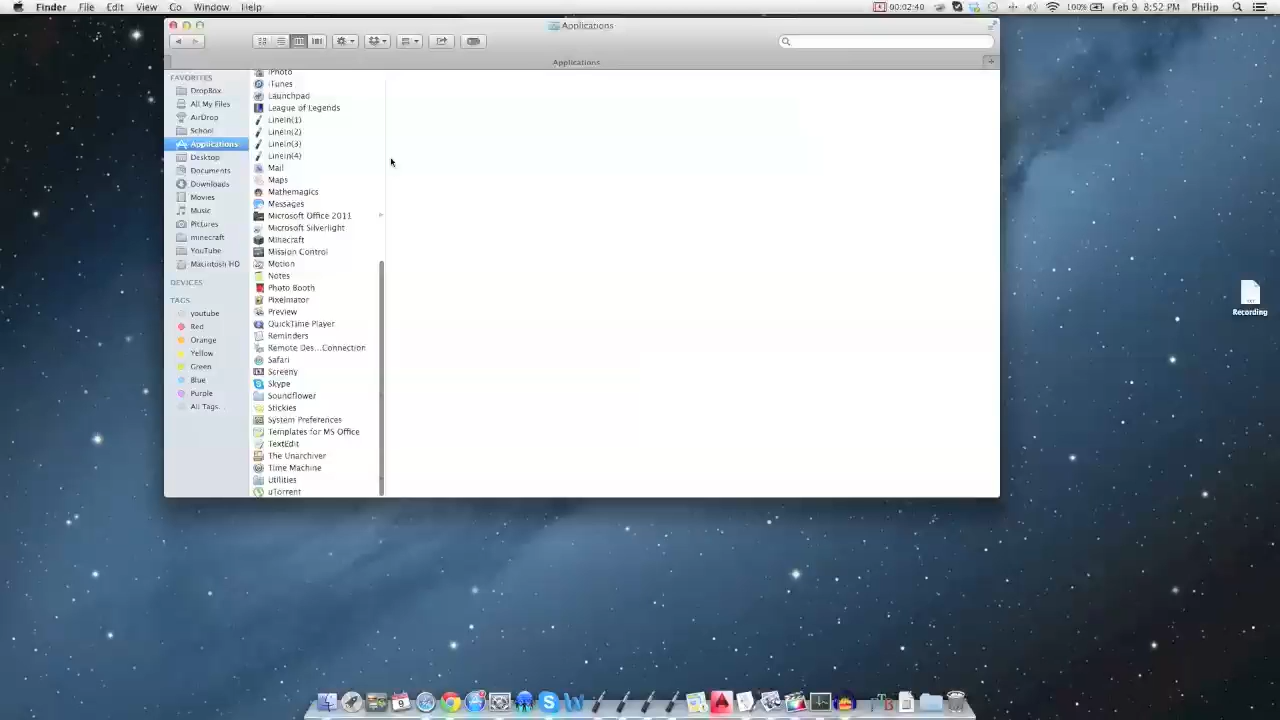 Finder File Edit View Go Window Help 00:02:40 100% Feb 9 8:52 PM Philip
Applications
Applications
FAVORITES
DropBox
All My Files
AirDrop
School
Applications
Desktop
Documents
Downloads
Movies
Music
Pictures
minecraft
YouTube
Macintosh HD
DEVICES
TAGS
youtube
Red
Orange
Yellow
Green
Blue
Purple
All Tags...
iPhoto
iTunes
Launchpad
League of Legends
LineIn(1)
LineIn(2)
LineIn(3)
LineIn(4)
Mail
Maps
Mathemagics
Messages
Microsoft Office 2011
Microsoft Silverlight
Minecraft
Mission Control
Motion
Notes
Photo Booth
Pixelmator
Preview
QuickTime Player
Reminders
Remote Des...Connection
Safari
Screeny
Skype
Soundflower
Stickies
System Preferences
Templates for MS Office
TextEdit
The Unarchiver
Time Machine
Utilities
uTorrent
Recording